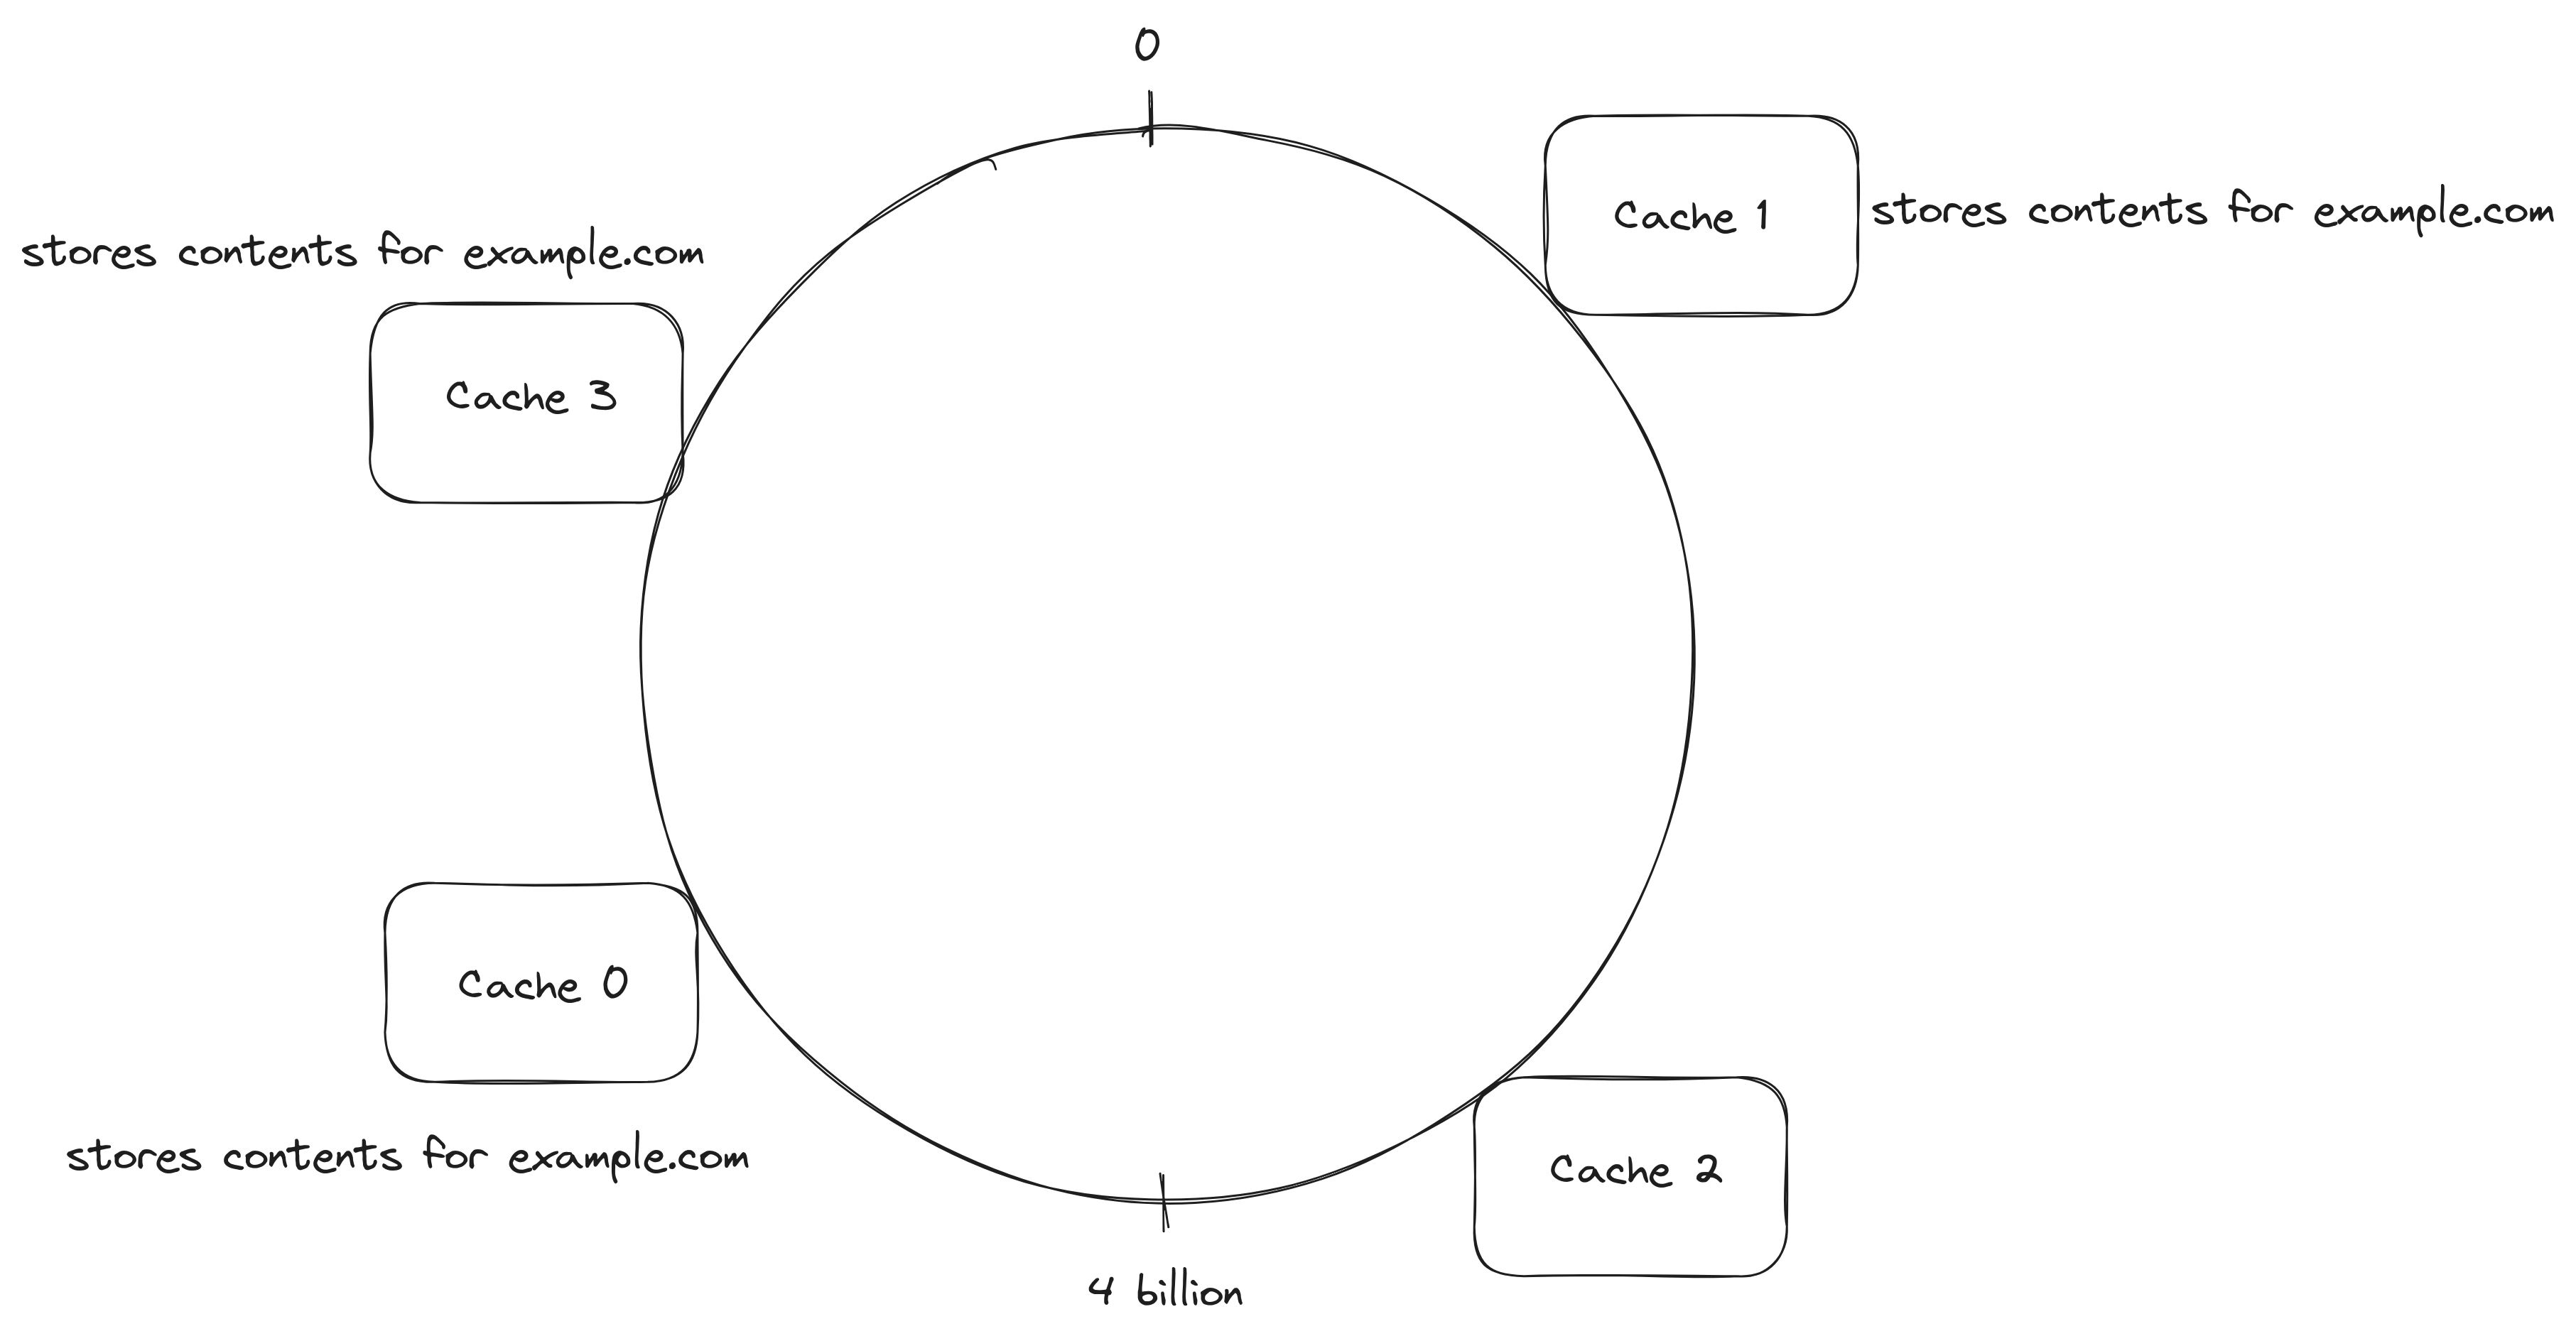 0
Cache 1
stores contents for example.com
stores contents for example.com
Cache 3
Cache 0
stores contents for example.com
Cache 2
4 billion